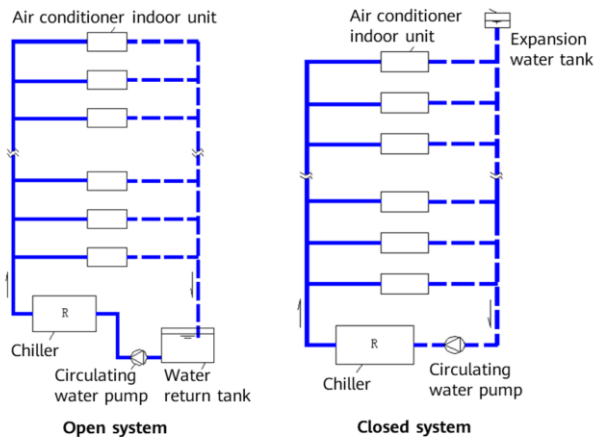 Air conditioner indoor unit
R
Chiller
Circulating
water pump
Water
return tank
Open system
Air conditioner
indoor unit
Expansion
water tank
R
Chiller
Circulating
water pump
Closed system